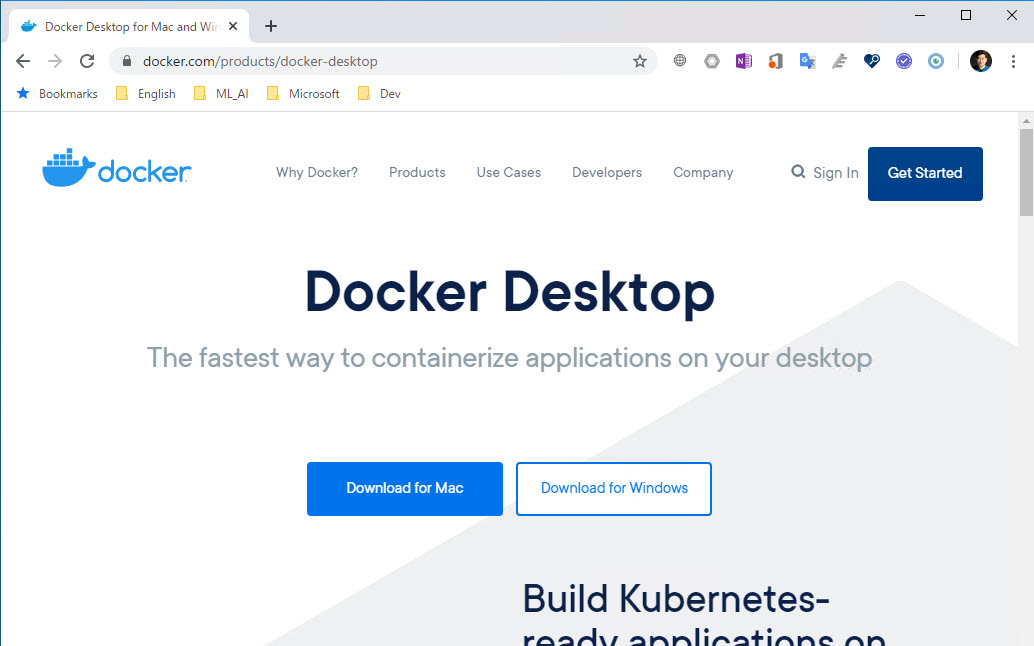 Docker Desktop for Mac and Win
docker.com/products/docker-desktop
Bookmarks English ML_AI Microsoft Dev
docker
Why Docker? Products Use Cases Developers Company Sign In Get Started
Docker Desktop
The fastest way to containerize applications on your desktop
Download for Mac Download for Windows
Build Kubernetes-
ready applications on